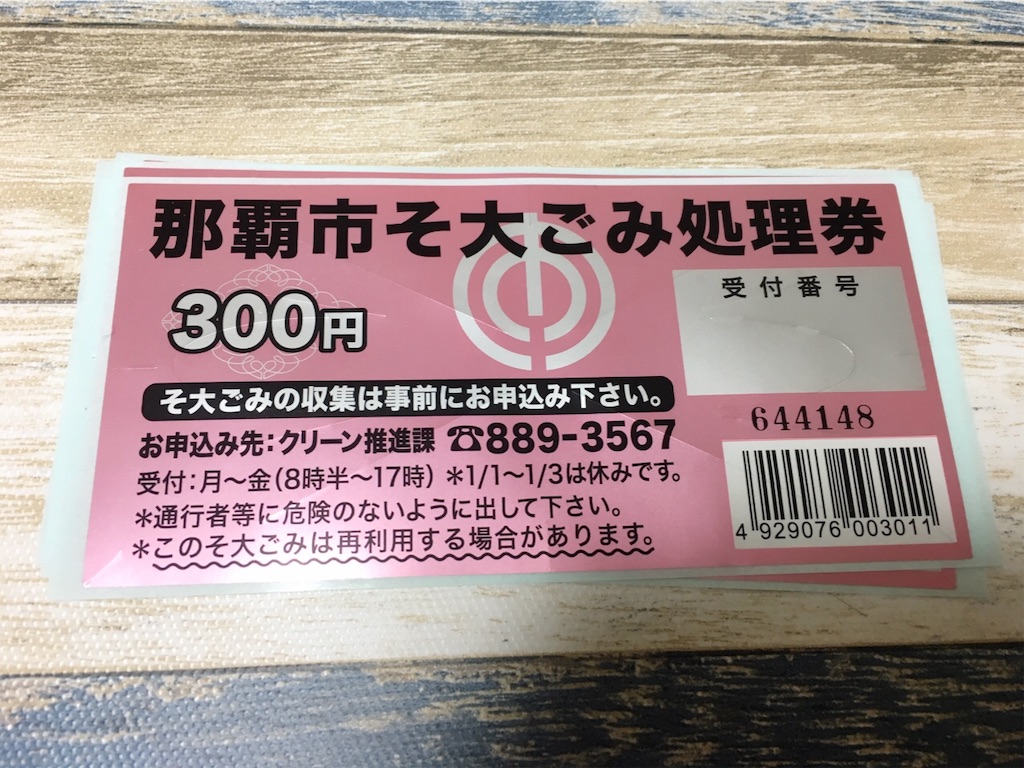 那覇市そ大ごみ処理券
300円
受付番号
644148
そ大ごみの収集は事前にお申込み下さい。
お申込み先：クリーン推進課 ☎889-3567
受付：月～金(8時半～17時) ＊1/1～1/3は休みです。
＊通行者等に危険のないように出して下さい。
＊このそ大ごみは再利用する場合があります。
4 929076 003011